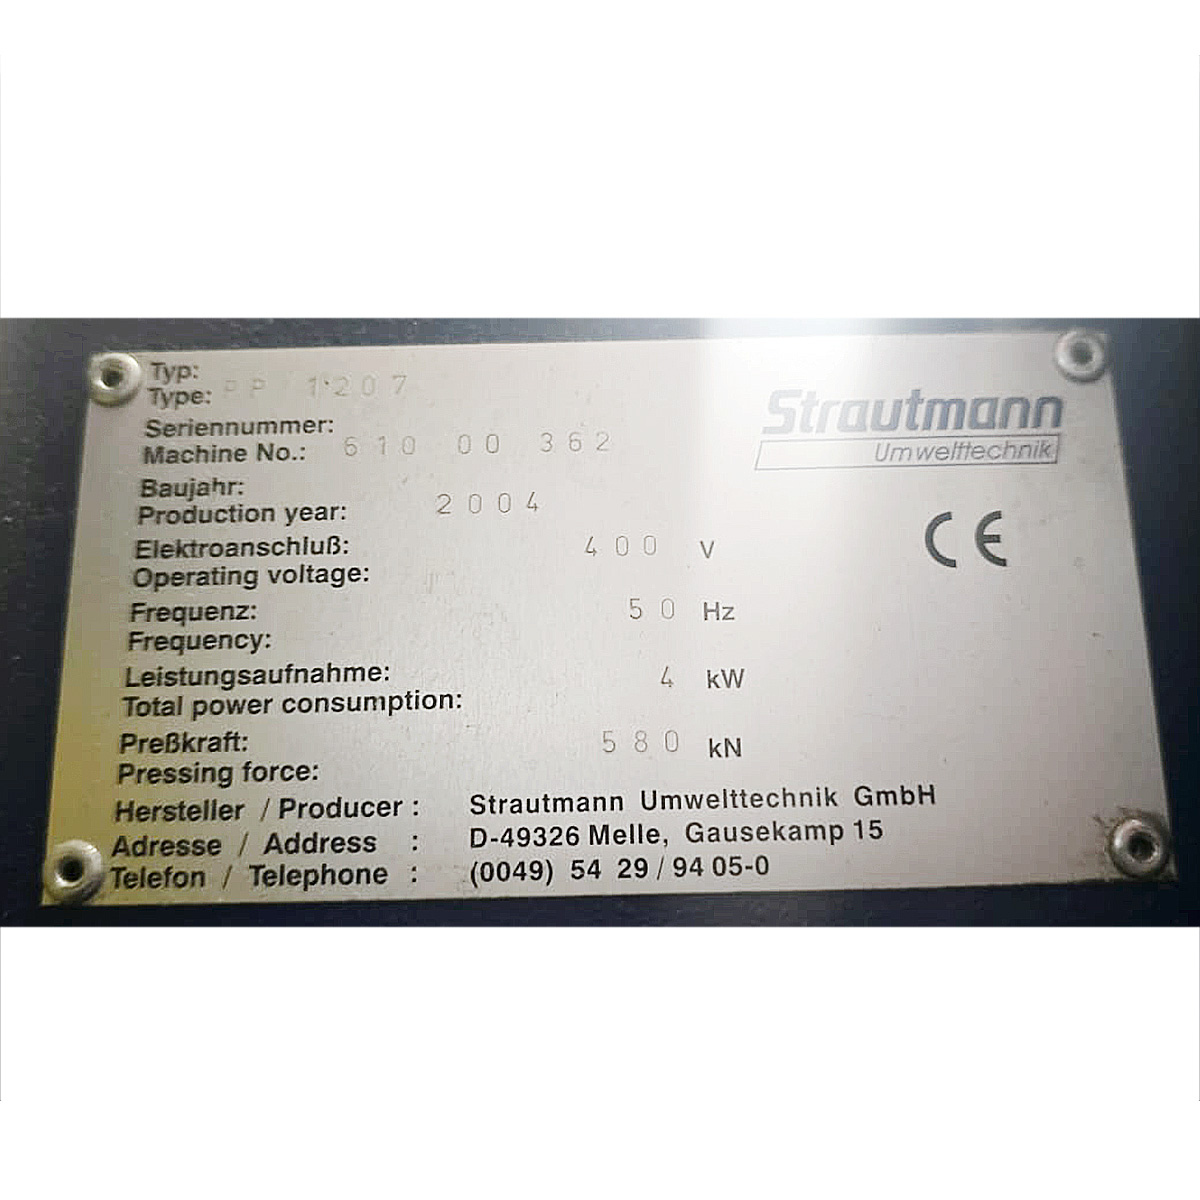 Typ:
Type: PP 1207
Strautmann
Umwelttechnik
Seriennummer:
Machine No.: 610 00 362
Baujahr:
Production year: 2004
CE
Elektroanschluß: 400 V
Operating voltage:
Frequenz: 50 Hz
Frequency:
Leistungsaufnahme: 4 kW
Total power consumption:
Preßkraft: 580 kN
Pressing force:
Hersteller / Producer : Strautmann Umwelttechnik GmbH
Adresse / Address : D-49326 Melle, Gausekamp 15
Telefon / Telephone : (0049) 54 29 / 94 05-0